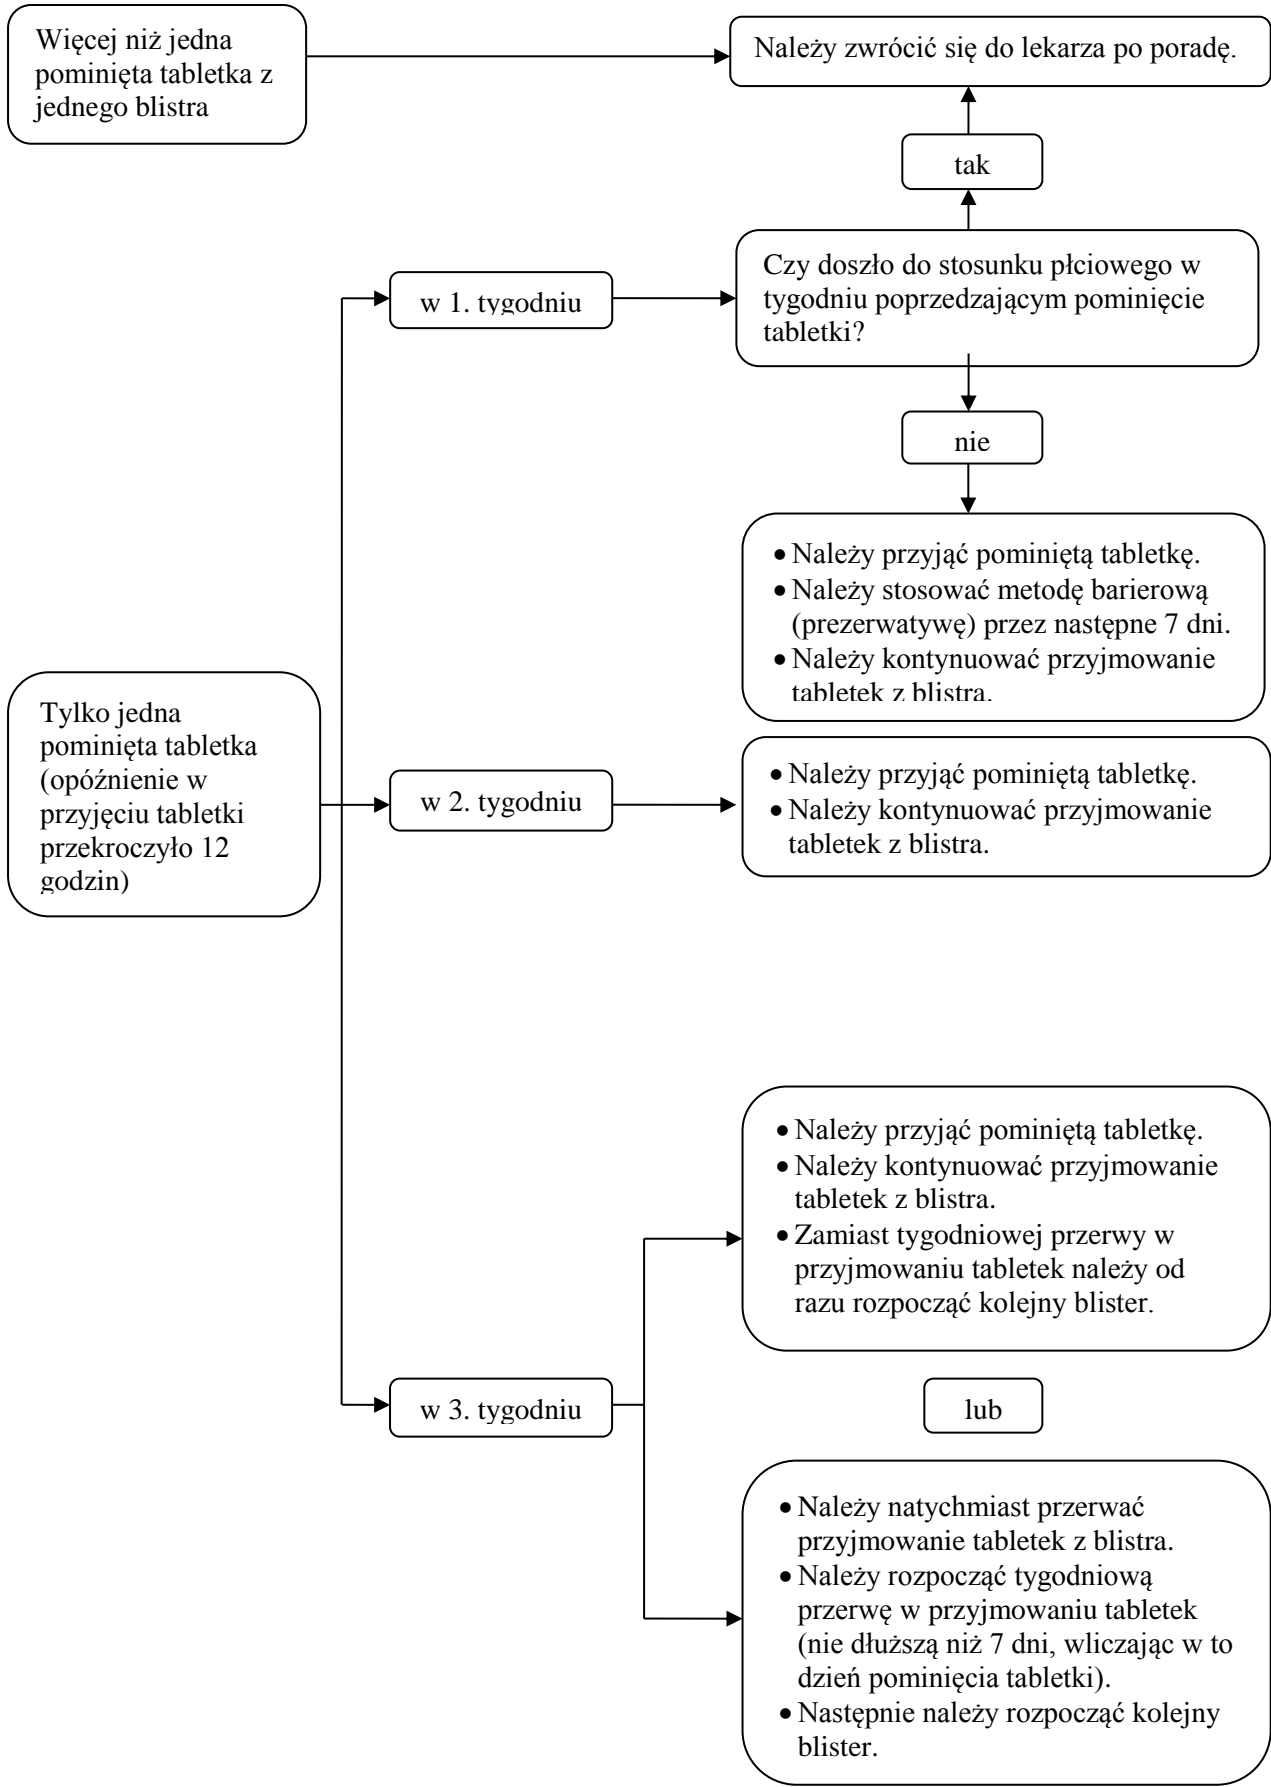 Więcej niż jedna
pominięta tabletka z
jednego blistra
Należy zwrócić się do lekarza po poradę.
tak
Czy doszło do stosunku płciowego w
tygodniu poprzedzającym pominięcie
tabletki?
w 1. tygodniu
nie
• Należy przyjąć pominiętą tabletkę.
• Należy stosować metodę barierową
(prezerwatywę) przez następne 7 dni.
• Należy kontynuować przyjmowanie
tabletek z blistra.
Tylko jedna
pominięta tabletka
(opóźnienie w
przyjęciu tabletki
przekroczyło 12
godzin)
w 2. tygodniu
• Należy przyjąć pominiętą tabletkę.
• Należy kontynuować przyjmowanie
tabletek z blistra.
• Należy przyjąć pominiętą tabletkę.
• Należy kontynuować przyjmowanie
tabletek z blistra.
• Zamiast tygodniowej przerwy w
przyjmowaniu tabletek należy od
razu rozpocząć kolejny blister.
w 3. tygodniu
lub
• Należy natychmiast przerwać
przyjmowanie tabletek z blistra.
• Należy rozpocząć tygodniową
przerwę w przyjmowaniu tabletek
(nie dłuższą niż 7 dni, wliczając w to
dzień pominięcia tabletki).
• Następnie należy rozpocząć kolejny
blister.